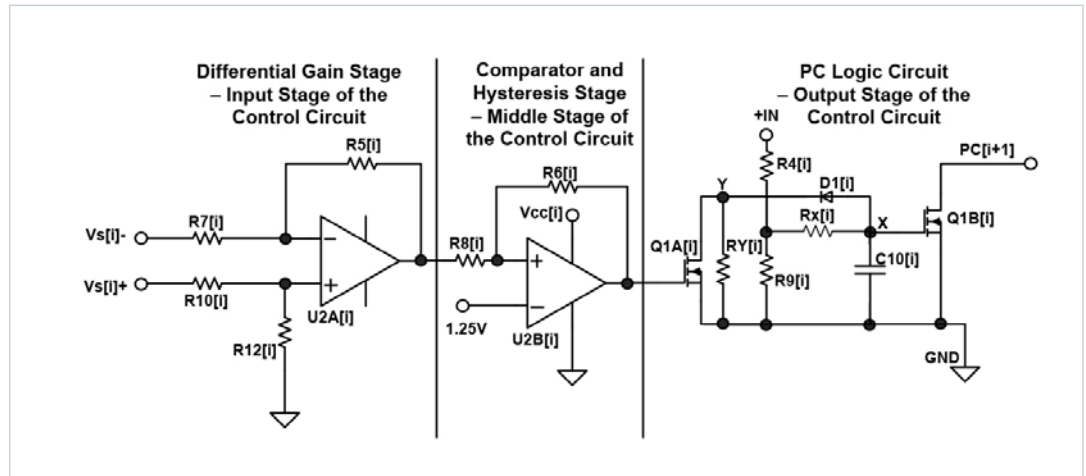 Differential Gain Stage
– Input Stage of the
Control Circuit
R5[i]
R7[i]
Vs[i]-
Vs[i]+
R10[i]
−
+
U2A[i]
R12[i]
Comparator and
Hysteresis Stage
– Middle Stage of
the Control Circuit
R6[i]
Vcc[i]
R8[i]
+
−
1.25V
U2B[i]
PC Logic Circuit
– Output Stage of the
Control Circuit
+IN
R4[i]
PC[i+1]
Y
D1[i]
Rx[i]
X
Q1A[i]
RY[i]
Q1B[i]
R9[i]
C10[i]
GND